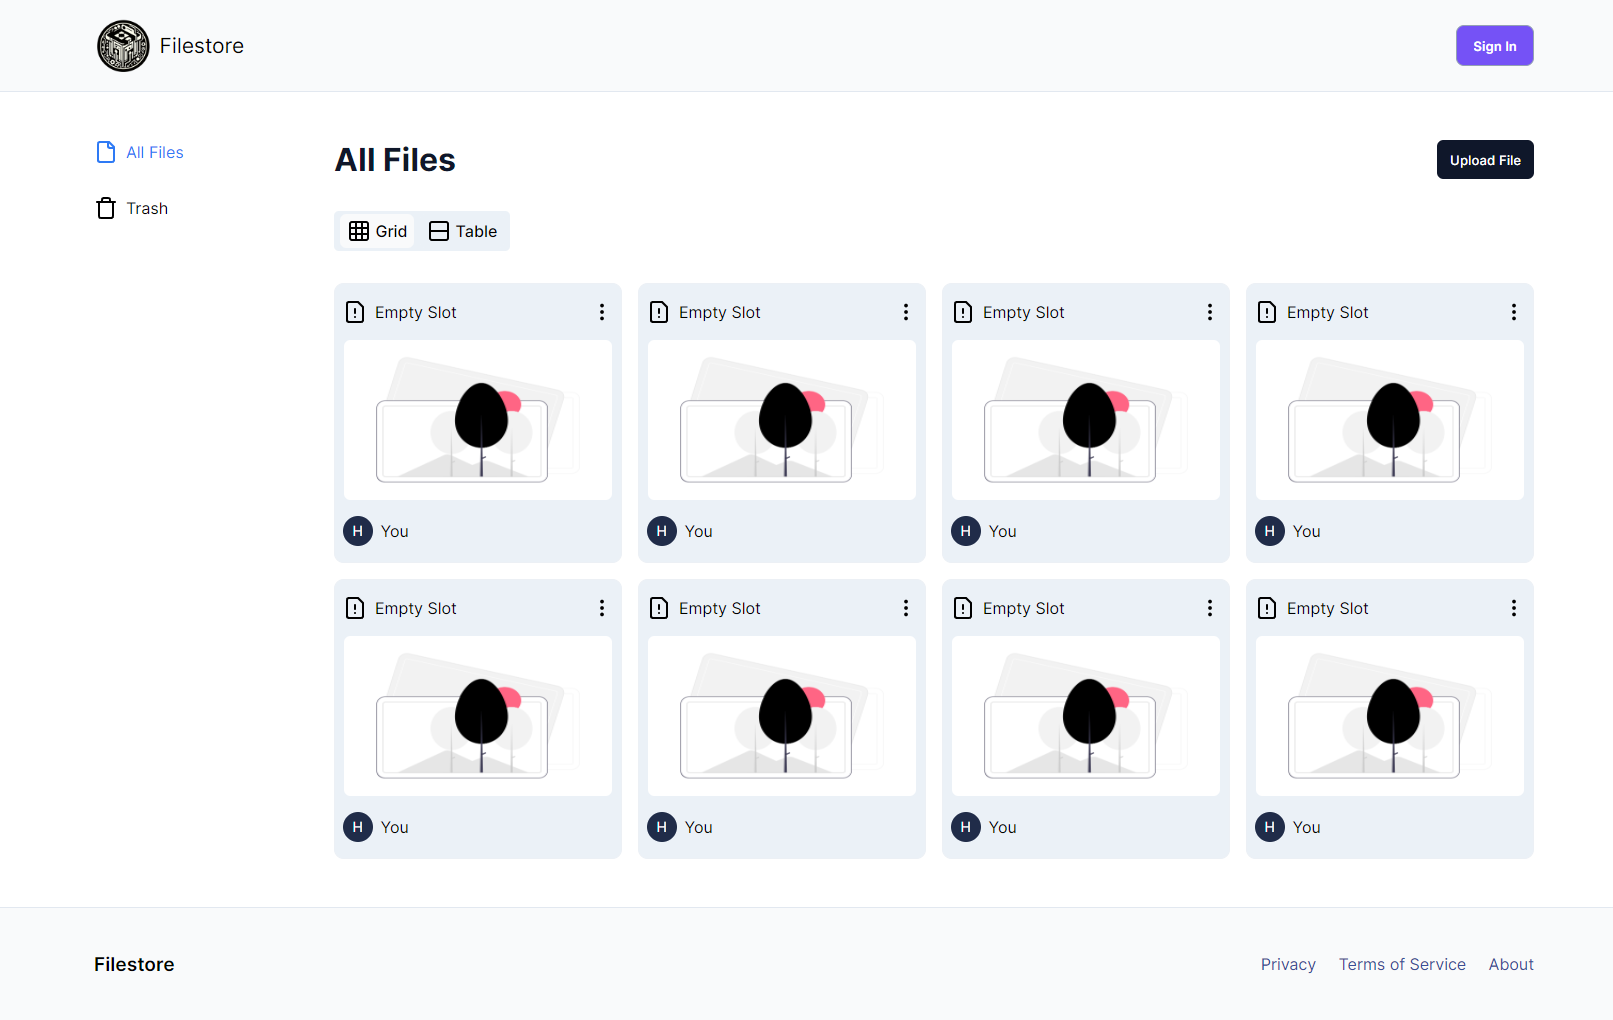 Filestore
Sign In
All Files
Trash
All Files
Upload File
Grid
Table
Empty Slot
Empty Slot
Empty Slot
Empty Slot
H You
H You
H You
H You
Empty Slot
Empty Slot
Empty Slot
Empty Slot
H You
H You
H You
H You
Filestore
Privacy
Terms of Service
About